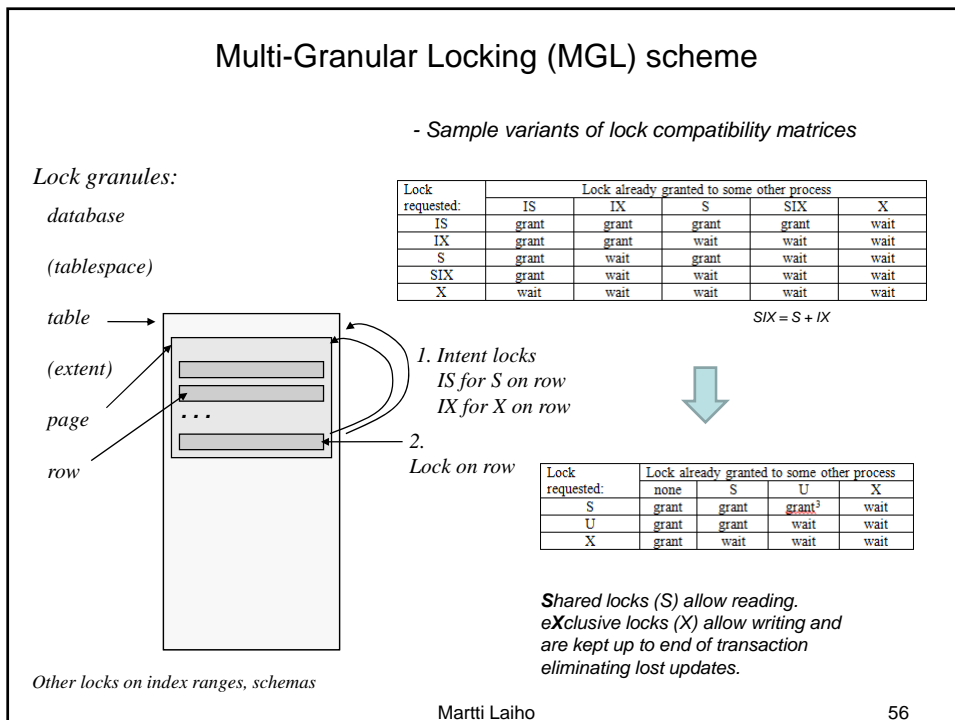 Multi-Granular Locking (MGL) scheme
- Sample variants of lock compatibility matrices
Lock granules:
database
(tablespace)
table
(extent)
page
row
Lock requested: Lock already granted to some other process
IS IX S SIX X
IS grant grant grant grant wait
IX grant grant wait wait wait
S grant wait grant wait wait
SIX grant wait wait wait wait
X wait wait wait wait wait
SIX = S + IX
1. Intent locks
IS for S on row
IX for X on row
. . .
2.
Lock on row
Lock requested: Lock already granted to some other process
none S U X
S grant grant grant³ wait
U grant grant wait wait
X grant wait wait wait
Shared locks (S) allow reading.
eXclusive locks (X) allow writing and
are kept up to end of transaction
eliminating lost updates.
Other locks on index ranges, schemas
Martti Laiho
56